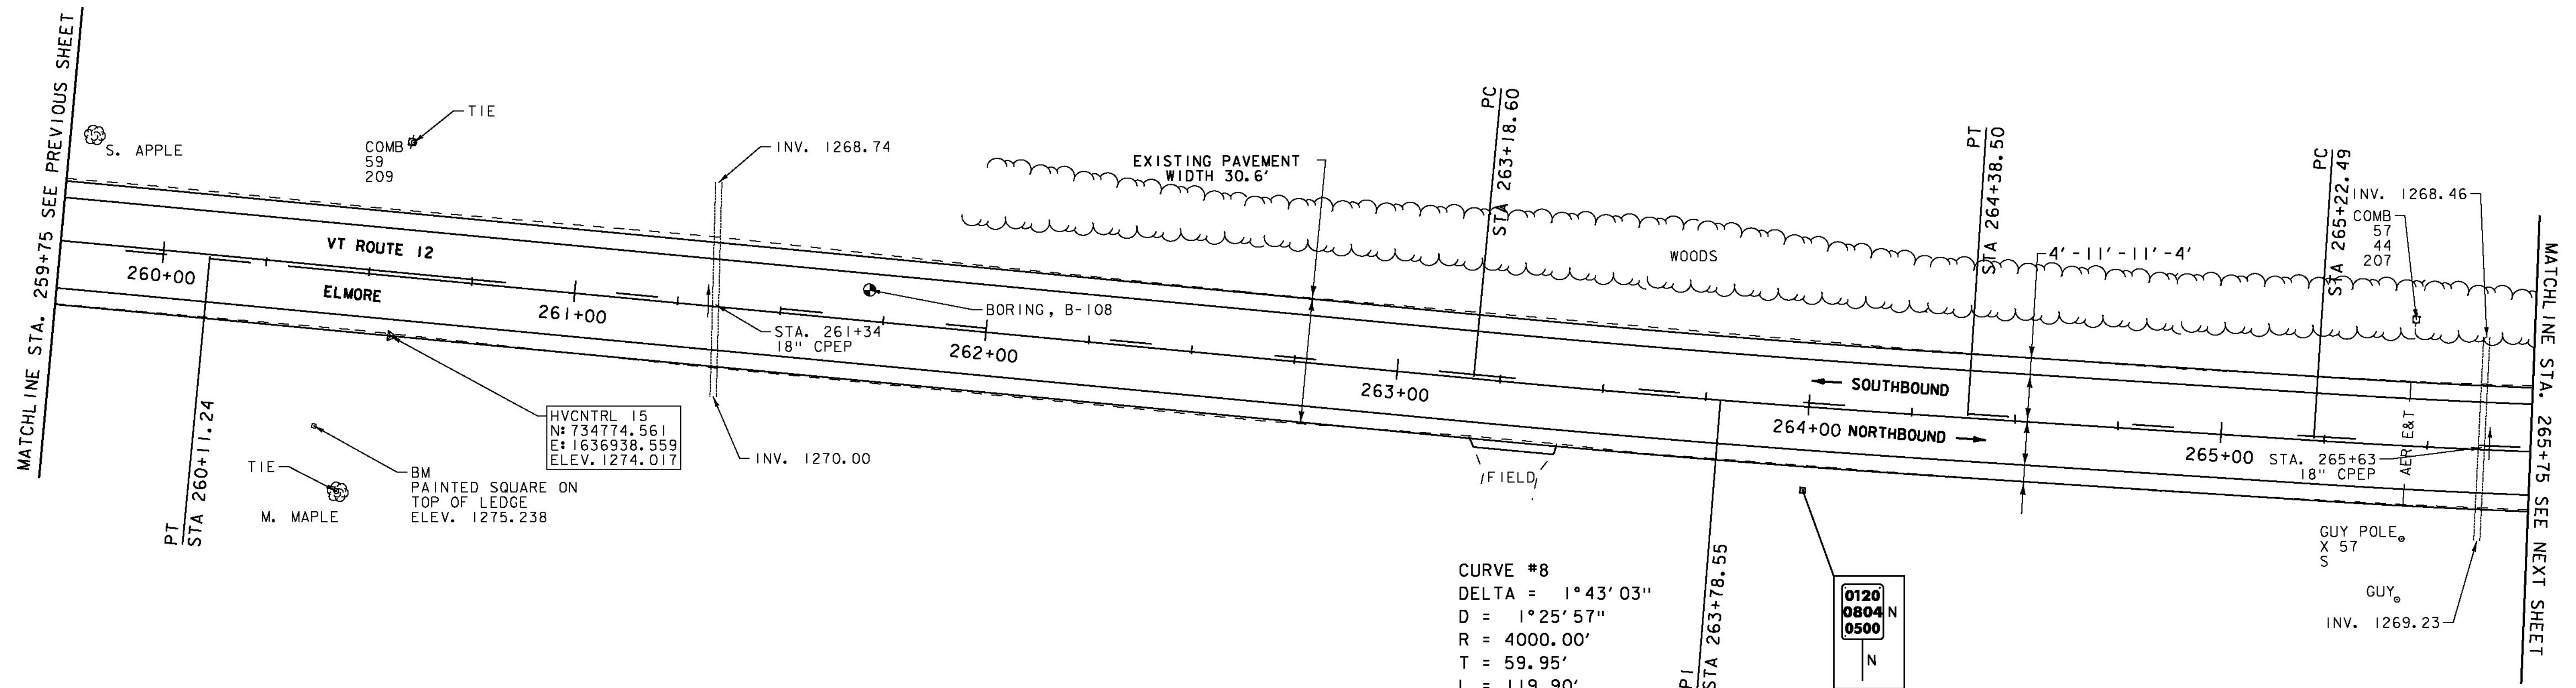 MATCHLINE STA. 259+75 SEE PREVIOUS SHEET
S. APPLE
COMB
59
209
TIE
INV. 1268.74
EXISTING PAVEMENT
WIDTH 30.6'
PC
STA 263+18.60
WOODS
PT
STA 264+38.50
4'-11'-11'-4'
PC
STA 265+22.49
INV. 1268.46
COMB
57
44
207
MATCHLINE STA. 265+75 SEE NEXT SHEET
VT ROUTE 12
ELMORE
260+00
261+00
262+00
263+00
264+00
265+00
STA. 261+34
18" CPEP
BORING, B-108
SOUTHBOUND
NORTHBOUND
AER E&T
STA. 265+63
18" CPEP
PT
STA 260+11.24
HVCNTRL 15
N: 734774.561
E: 1636938.559
ELEV. 1274.017
TIE
M. MAPLE
BM
PAINTED SQUARE ON
TOP OF LEDGE
ELEV. 1275.238
INV. 1270.00
FIELD
GUY POLE
X 57
S
GUY
INV. 1269.23
CURVE #8
DELTA = 1°43'03"
D = 1°25'57"
R = 4000.00'
T = 59.95'
L = 119.90'
PI
STA 263+78.55
0120
0804 N
0500
N